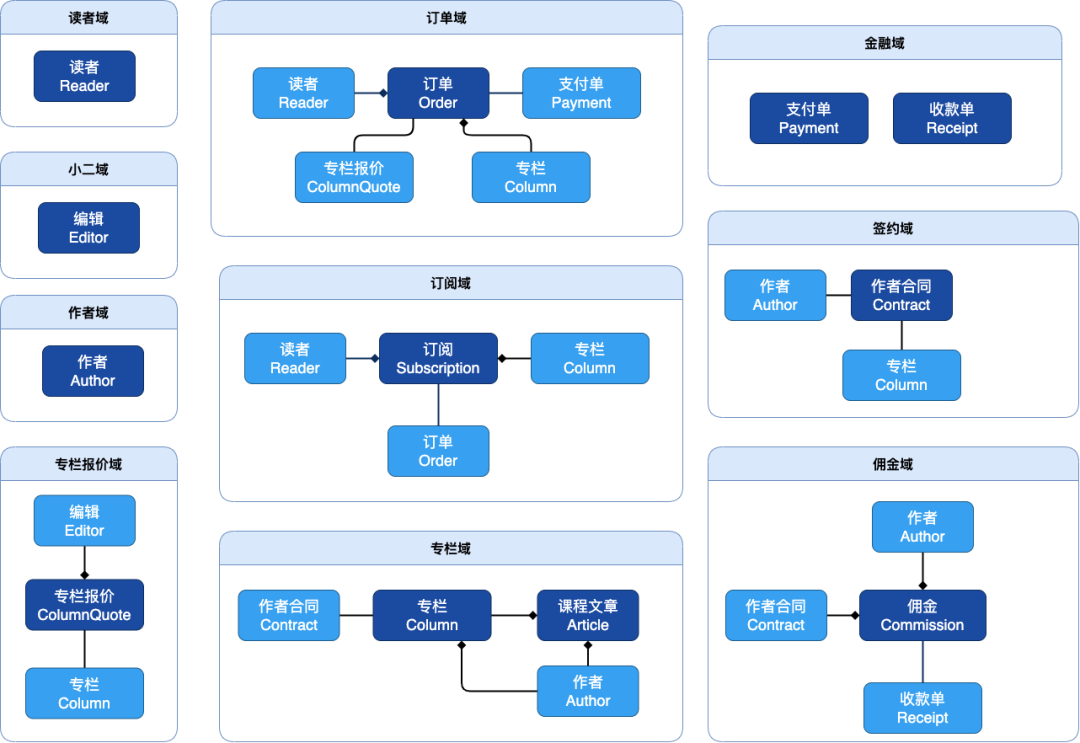 读者域
读者
Reader
小二域
编辑
Editor
作者域
作者
Author
专栏报价域
编辑
Editor
专栏报价
ColumnQuote
专栏
Column
订单域
读者
Reader
订单
Order
支付单
Payment
专栏报价
ColumnQuote
专栏
Column
订阅域
读者
Reader
订阅
Subscription
专栏
Column
订单
Order
专栏域
作者合同
Contract
专栏
Column
课程文章
Article
作者
Author
金融域
支付单
Payment
收款单
Receipt
签约域
作者
Author
作者合同
Contract
专栏
Column
佣金域
作者
Author
作者合同
Contract
佣金
Commission
收款单
Receipt